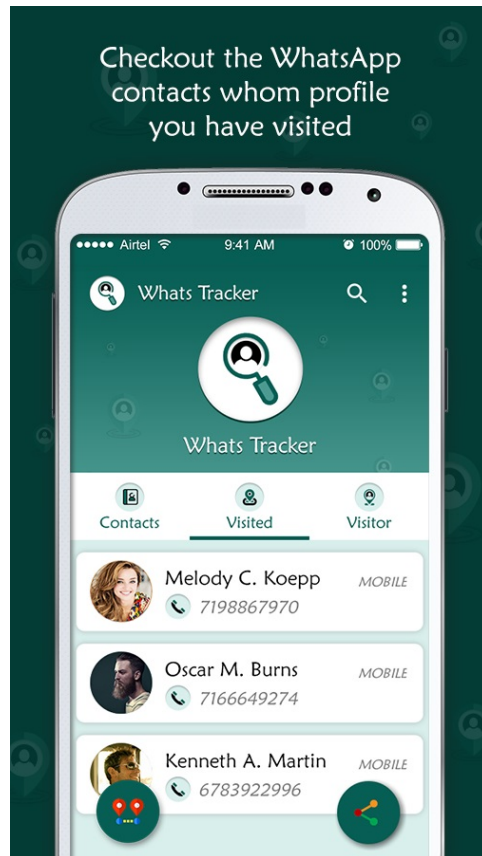 Checkout the WhatsApp
contacts whom profile
you have visited
Airtel 9:41 AM 100%
Whats Tracker
Whats Tracker
Contacts Visited Visitor
Melody C. Koepp MOBILE
7198867970
Oscar M. Burns MOBILE
7166649274
Kenneth A. Martin MOBILE
6783922996